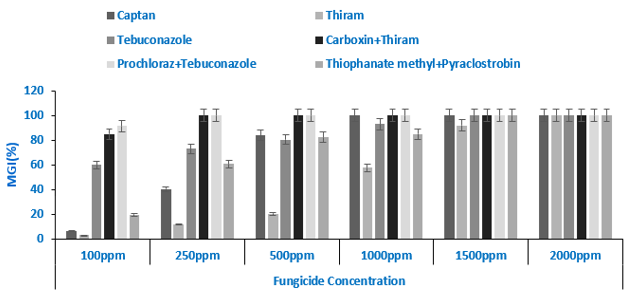 Captan Thiram
Tebuconazole Carboxin+Thiram
Prochloraz+Tebuconazole Thiophanate methyl+Pyraclostrobin
120
100
80
60
40
20
0
MGI(%)
100ppm 250ppm 500ppm 1000ppm 1500ppm 2000ppm
Fungicide Concentration